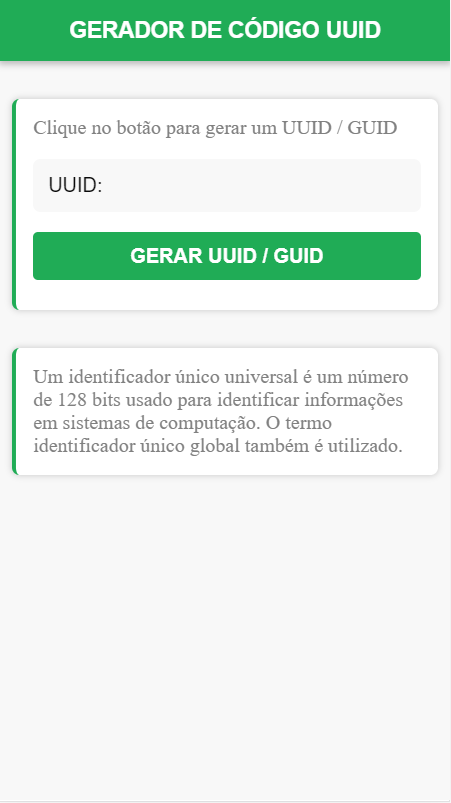 GERADOR DE CÓDIGO UUID
Clique no botão para gerar um UUID / GUID
UUID:
GERAR UUID / GUID
Um identificador único universal é um número
de 128 bits usado para identificar informações
em sistemas de computação. O termo
identificador único global também é utilizado.